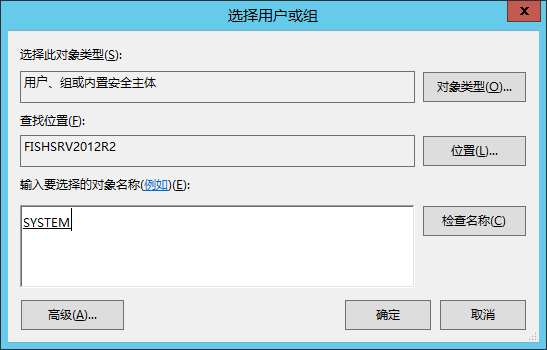 选择用户或组
x
选择此对象类型(S):
用户、组或内置安全主体
对象类型(O)...
查找位置(F):
FISHSRV2012R2
位置(L)...
输入要选择的对象名称(例如)(E):
SYSTEM
检查名称(C)
高级(A)...
确定
取消